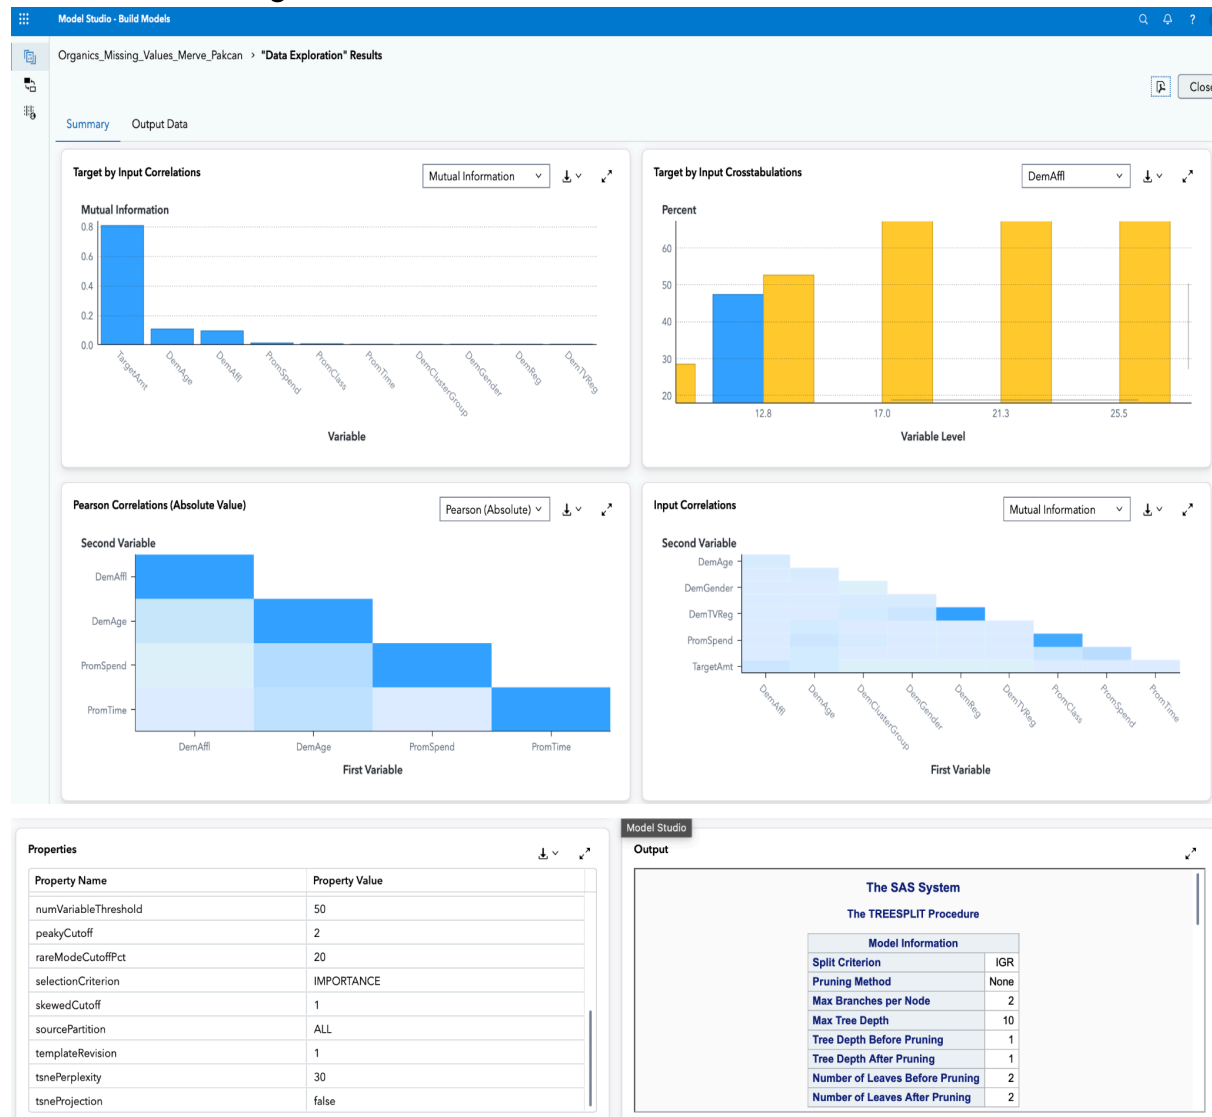 Model Studio - Build Models
?
Organics_Missing_Values_Merve_Pakcan > "Data Exploration" Results
Close
Summary Output Data
Target by Input Correlations
Mutual Information
Mutual Information
0.8
0.6
0.4
0.2
0.0
TargetAmt
DemAge
DemAffl
PromSpend
PromClass
PromTime
DemClusterGroup
DemGender
DemReg
DemTVReg
Variable
Target by Input Crosstabulations
DemAffl
Percent
60
50
40
30
20
12.8 17.0 21.3 25.5
Variable Level
Pearson Correlations (Absolute Value)
Pearson (Absolute)
Second Variable
DemAffl
DemAge
PromSpend
PromTime
DemAffl DemAge PromSpend PromTime
First Variable
Input Correlations
Mutual Information
Second Variable
DemAge
DemGender
DemTVReg
PromSpend
TargetAmt
DemAffl
DemAge
DemClusterGroup
DemGender
DemReg
DemTVReg
PromClass
PromSpend
PromTime
First Variable
Model Studio
Properties
Property Name Property Value
numVariableThreshold 50
peakyCutoff 2
rareModeCutoffPct 20
selectionCriterion IMPORTANCE
skewedCutoff 1
sourcePartition ALL
templateRevision 1
tsnePerplexity 30
tsneProjection false
Output
The SAS System
The TREESPLIT Procedure
Model Information
Split Criterion IGR
Pruning Method None
Max Branches per Node 2
Max Tree Depth 10
Tree Depth Before Pruning 1
Tree Depth After Pruning 1
Number of Leaves Before Pruning 2
Number of Leaves After Pruning 2